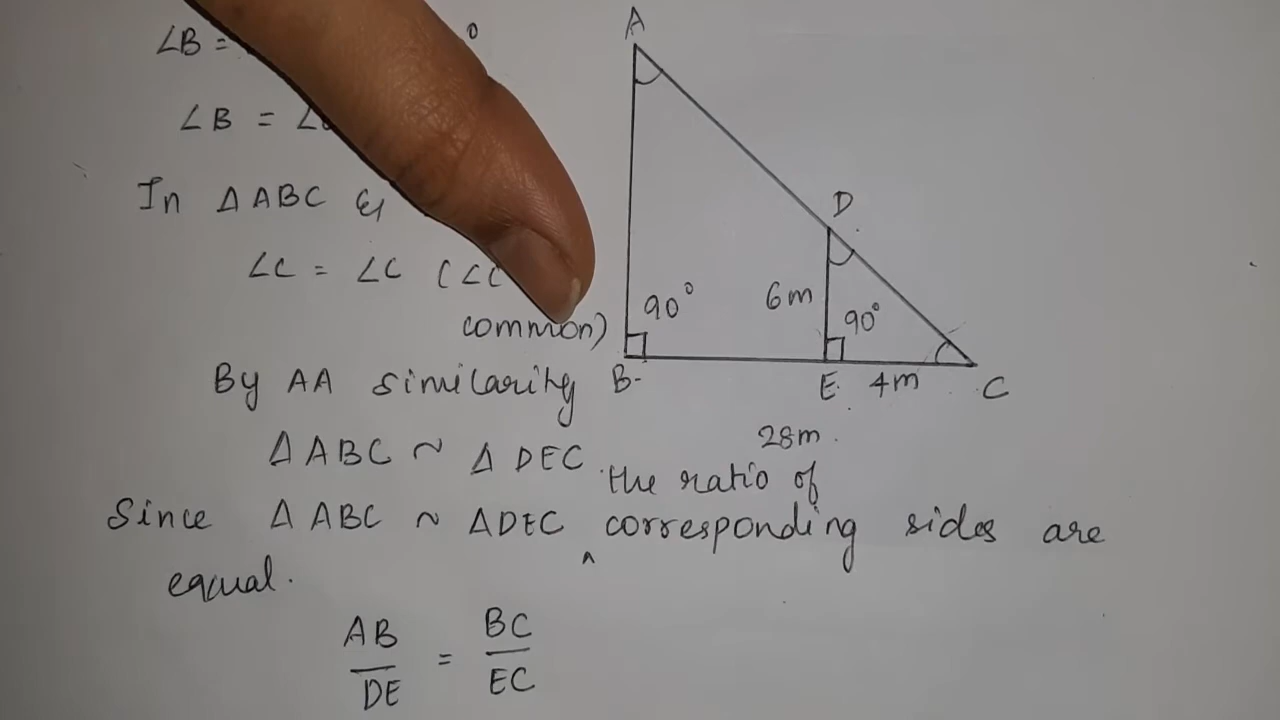 ∠B = °
∠B = ∠
In ΔABC &
∠C = ∠C (∠C
common)
By AA similarity
ΔABC ~ ΔDEC.
the ratio of
Since ΔABC ~ ΔDEC ^ corresponding sides are
equal.
AB/DE = BC/EC
A
D
6m
90°
90°
B
E
4m
C
28m